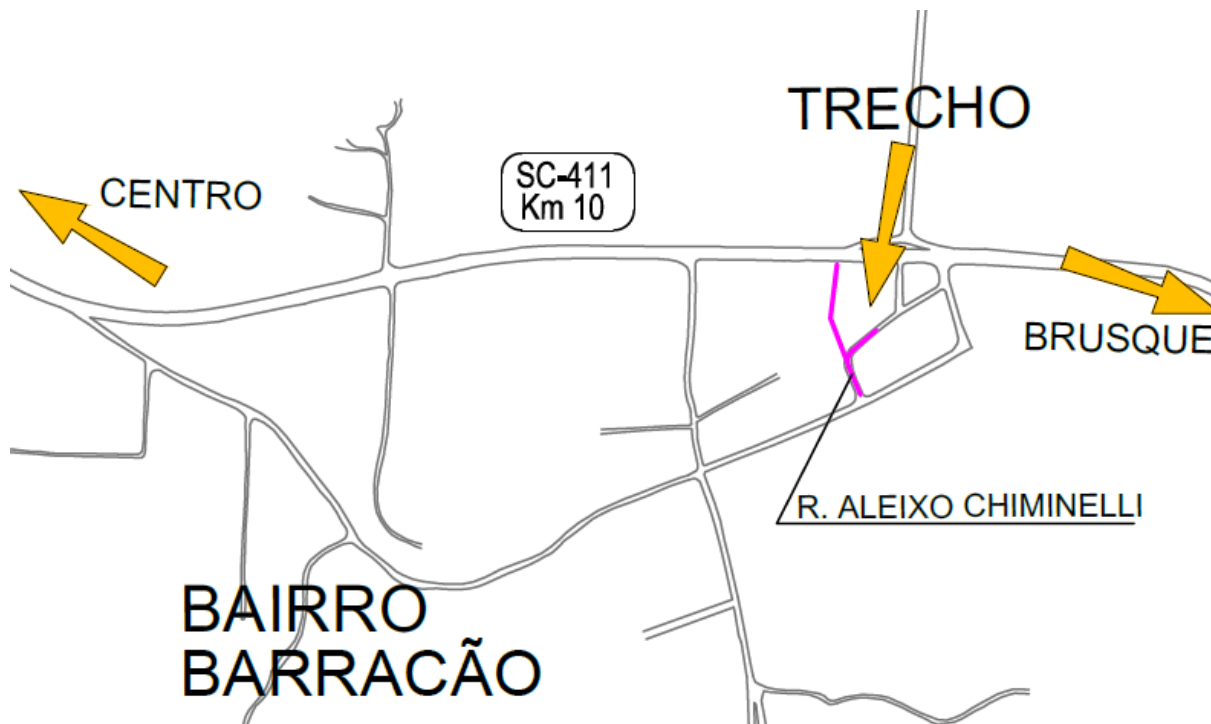 TRECHO
CENTRO
SC-411
Km 10
BRUSQUE
R. ALEIXO CHIMINELLI
BAIRRO
BARRACÃO